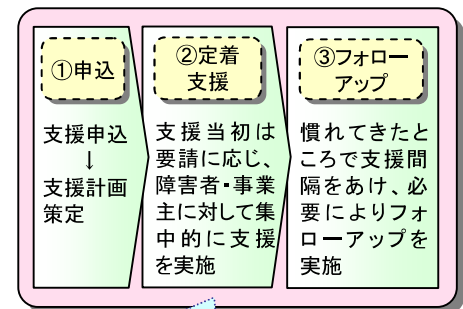 ①申込
支援申込
↓
支援計画
策定
②定着
支援
支援当初は
要請に応じ、
障害者・事業
主に対して集
中的に支援
を実施
③フォロー
アップ
慣れてきたと
ころで支援間
隔をあけ、必
要によりフォ
ローアップを
実施